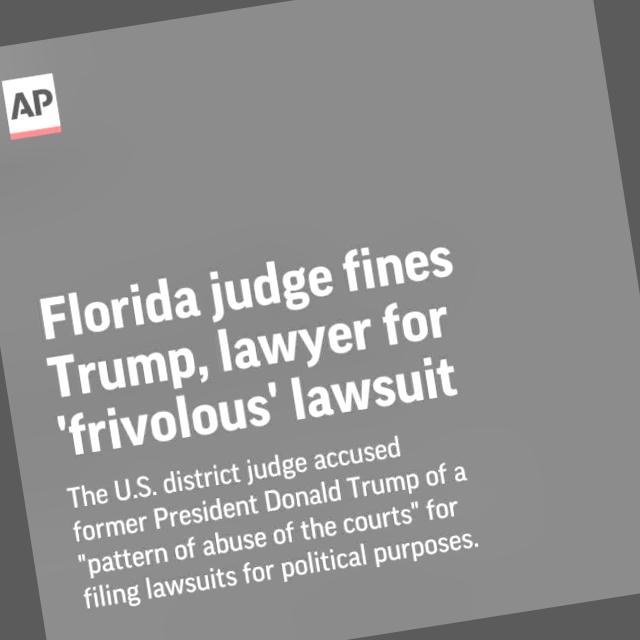 AP
Florida judge fines
Trump, lawyer for
'frivolous' lawsuit
The U.S. district judge accused
former President Donald Trump of a
"pattern of abuse of the courts" for
filing lawsuits for political purposes.